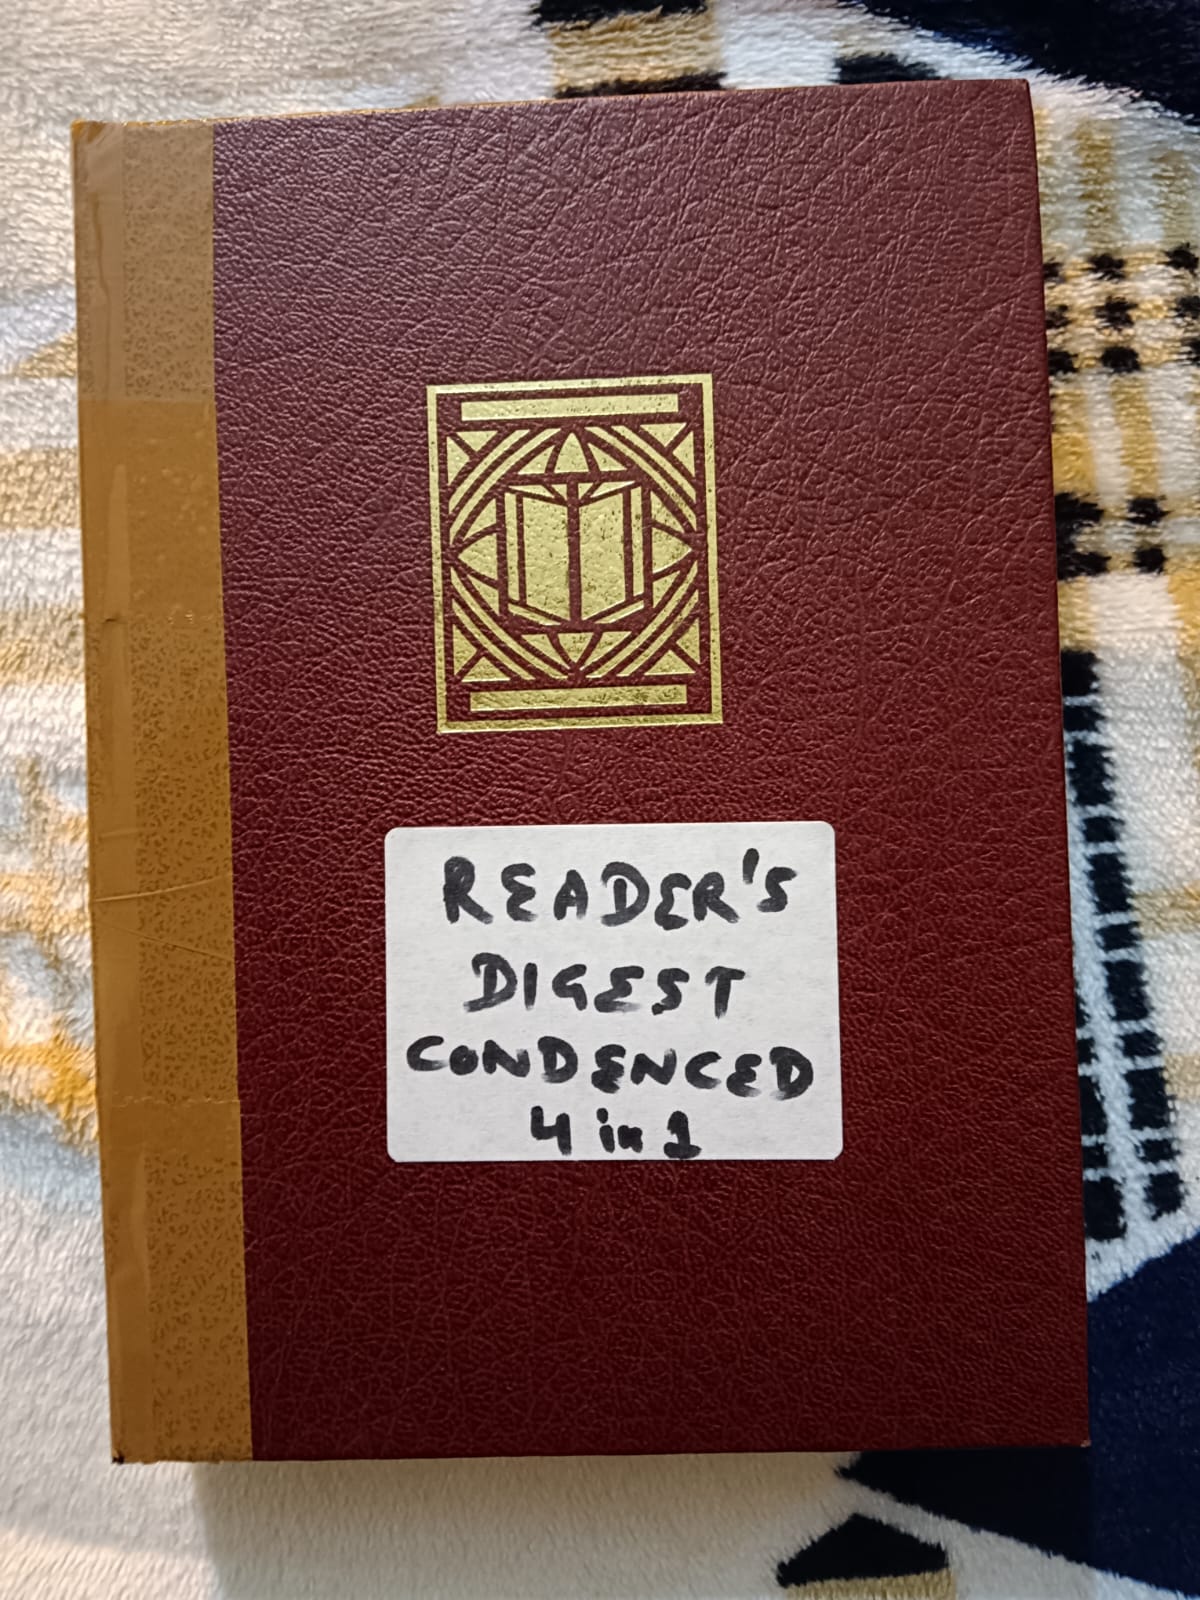 READER'S
DIGEST
CONDENCED
4 in 1